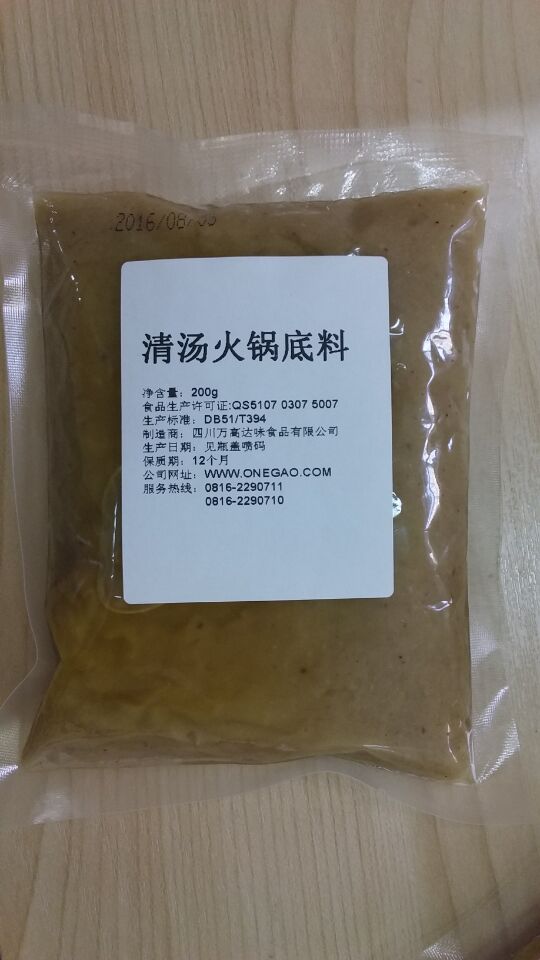 2016/08/
清汤火锅底料
净含量：200g
食品生产许可证:QS5107 0307 5007
生产标准：DB51/T394
制造商：四川万高达味食品有限公司
生产日期：见瓶盖喷码
保质期：12个月
公司网址：WWW.ONEGAO.COM
服务热线：0816-2290711
0816-2290710